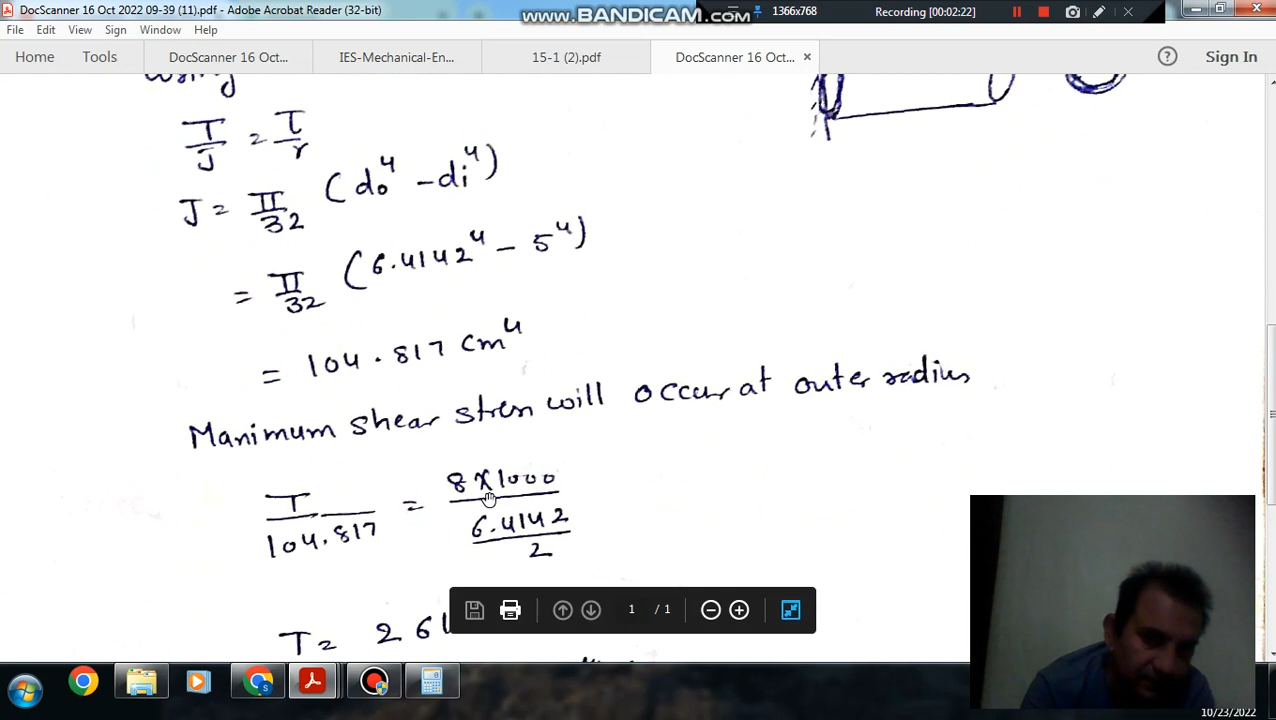 DocScanner 16 Oct 2022 09-39 (11).pdf - Adobe Acrobat Reader (32-bit)
www.BANDICAM.com
1366x768
Recording [00:02:22]
File Edit View Sign Window Help
Home Tools DocScanner 16 Oct... IES-Mechanical-En... 15-1 (2).pdf DocScanner 16 Oct... × ? Sign In
using
T/J = τ/r
J = π/32 (do⁴ - di⁴)
= π/32 (6.4142⁴ - 5⁴)
= 104.817 cm⁴
Manimum shear stress will occur at outer radius
T/104.817 = 8×1000/(6.4142/2)
1 / 1
T = 261
10/23/2022